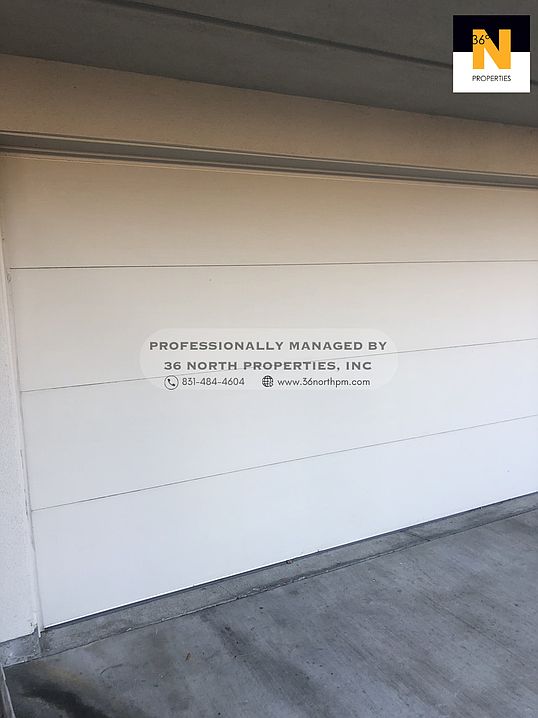 36°
N
PROPERTIES
PROFESSIONALLY MANAGED BY
36 NORTH PROPERTIES, INC
831-484-4604 www.36northpm.com